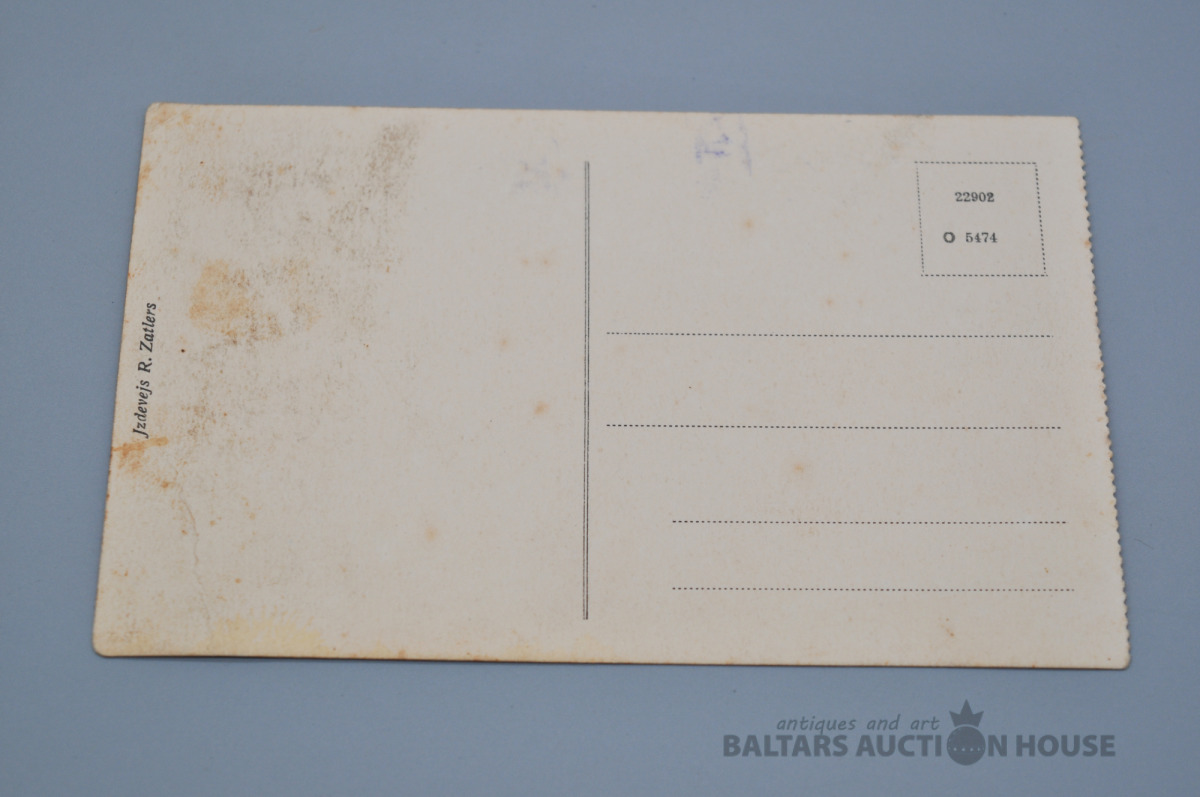 Jzdevejs R. Zatlers
22902
O 5474
antiques and art
BALTARS AUCTION HOUSE